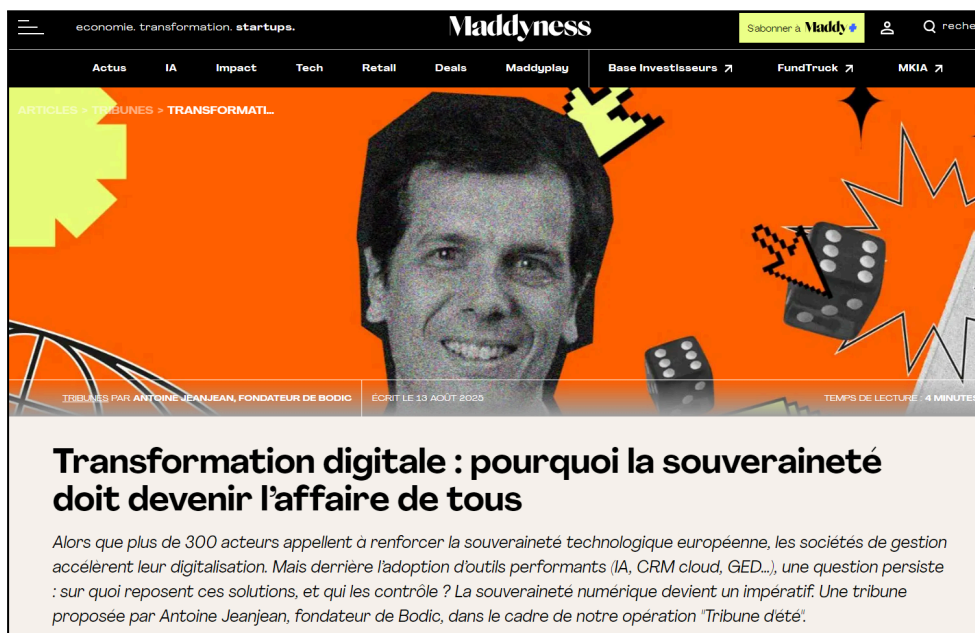 economie. transformation. startups.
Maddyness
S'abonner à Maddy+
reche
Actus IA Impact Tech Retail Deals Maddyplay Base Investisseurs ↗ FundTruck ↗ MKIA ↗
ARTICLES > TRIBUNES > TRANSFORMATI...
TRIBUNES PAR ANTOINE JEANJEAN, FONDATEUR DE BODIC
ÉCRIT LE 13 AOÛT 2025
TEMPS DE LECTURE : 4 MINUTES
Transformation digitale : pourquoi la souveraineté
doit devenir l'affaire de tous
Alors que plus de 300 acteurs appellent à renforcer la souveraineté technologique européenne, les sociétés de gestion
accélèrent leur digitalisation. Mais derrière l'adoption d'outils performants (IA, CRM cloud, GED…), une question persiste
: sur quoi reposent ces solutions, et qui les contrôle ? La souveraineté numérique devient un impératif. Une tribune
proposée par Antoine Jeanjean, fondateur de Bodic, dans le cadre de notre opération "Tribune d'été".